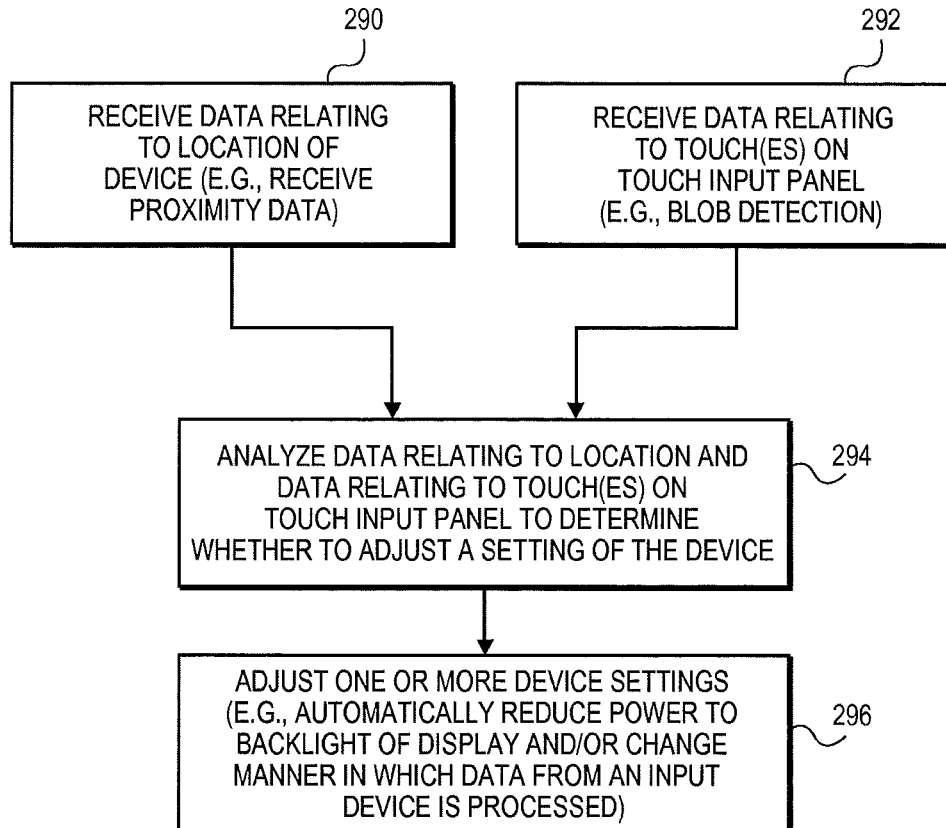 290
RECEIVE DATA RELATING
TO LOCATION OF
DEVICE (E.G., RECEIVE
PROXIMITY DATA)
292
RECEIVE DATA RELATING
TO TOUCH(ES) ON
TOUCH INPUT PANEL
(E.G., BLOB DETECTION)
ANALYZE DATA RELATING TO LOCATION AND
DATA RELATING TO TOUCH(ES) ON
TOUCH INPUT PANEL TO DETERMINE
WHETHER TO ADJUST A SETTING OF THE DEVICE
294
ADJUST ONE OR MORE DEVICE SETTINGS
(E.G., AUTOMATICALLY REDUCE POWER TO
BACKLIGHT OF DISPLAY AND/OR CHANGE
MANNER IN WHICH DATA FROM AN INPUT
DEVICE IS PROCESSED)
296